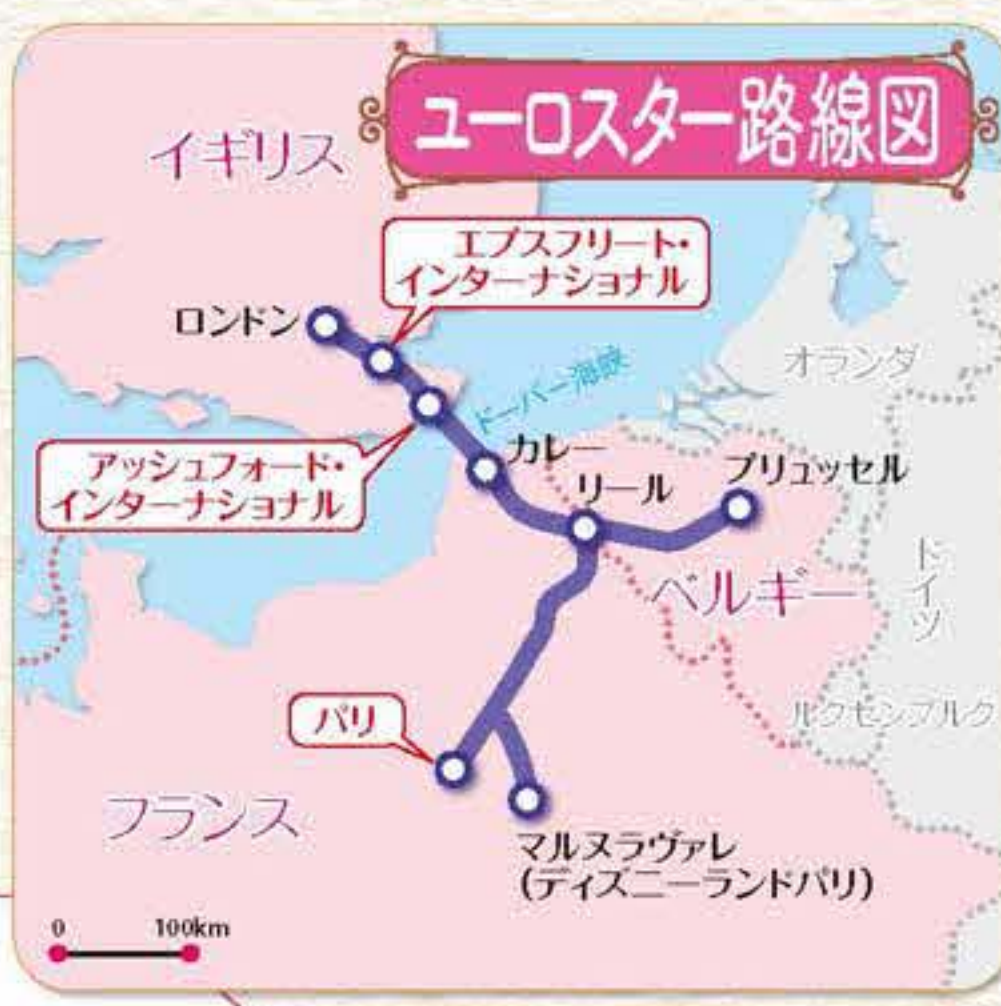 ユーロスター路線図
イギリス
エブスフリート・
インターナショナル
ロンドン
オランダ
ドーバー海峡
アッシュフォード・
インターナショナル
カレー
リール
ブリュッセル
ドイツ
ベルギー
パリ
ルクセンブルク
フランス
マルヌラヴァレ
(ディズニーランドパリ)
0 100km